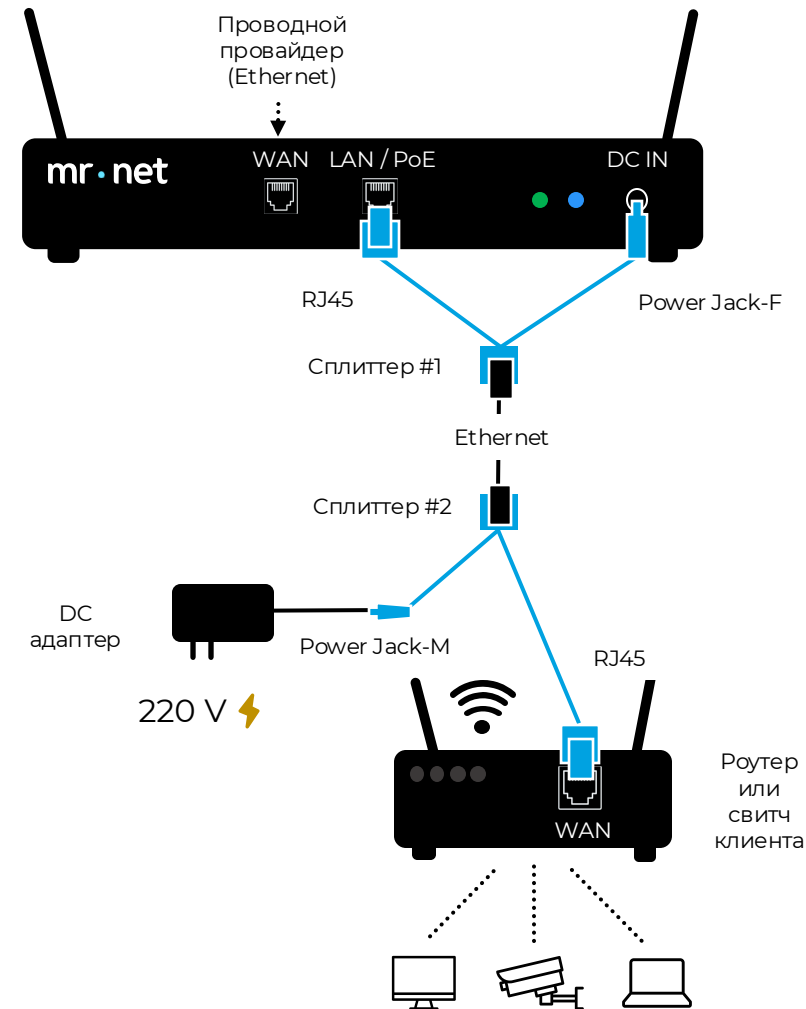 Проводной
провайдер
(Ethernet)
mr·net
WAN
LAN / PoE
DC IN
RJ45
Power Jack-F
Сплиттер #1
Ethernet
Сплиттер #2
DC
адаптер
Power Jack-M
RJ45
220 V
Роутер
или
свитч
клиента
WAN